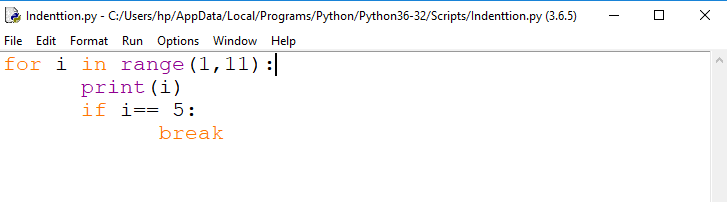 Indenttion.py - C:/Users/hp/AppData/Local/Programs/Python/Python36-32/Scripts/Indenttion.py (3.6.5)
File Edit Format Run Options Window Help
for i in range(1,11):
    print(i)
    if i== 5:
        break